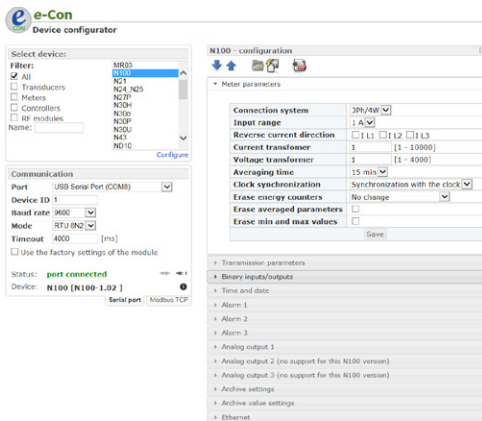 e-Con
Device configurator
Select device:
Filter:
All
Transducers
Meters
Controllers
RF modules
Name:
MR03
N100
N21
N24_N25
N27P
N30H
N30o
N30P
N30U
N43
ND10
Configure
Communication
Port USB Serial Port (COM8)
Device ID 1
Baud rate 9600
Mode RTU 8N2
Timeout 4000 [ms]
Use the factory settings of the module
Status: port connected
Device: N100 [N100-1.02 ]
Serial port Modbus TCP
N100 - configuration
Meter parameters
Connection system 3Ph/4W
Input range 1 A
Reverse current direction I L1 I L2 I L3
Current transfomer 1 [1 - 10000]
Voltage transformer 1 [1 - 4000]
Averaging time 15 min
Clock synchronization Synchronization with the clock
Erase energy counters No change
Erase averaged parameters
Erase min and max values
Save
Transmission parameters
Binary inputs/outputs
Time and date
Alarm 1
Alarm 2
Alarm 3
Analog output 1
Analog output 2 (no support for this N100 version)
Analog output 3 (no support for this N100 version)
Archive settings
Archive value settings
Ethernet